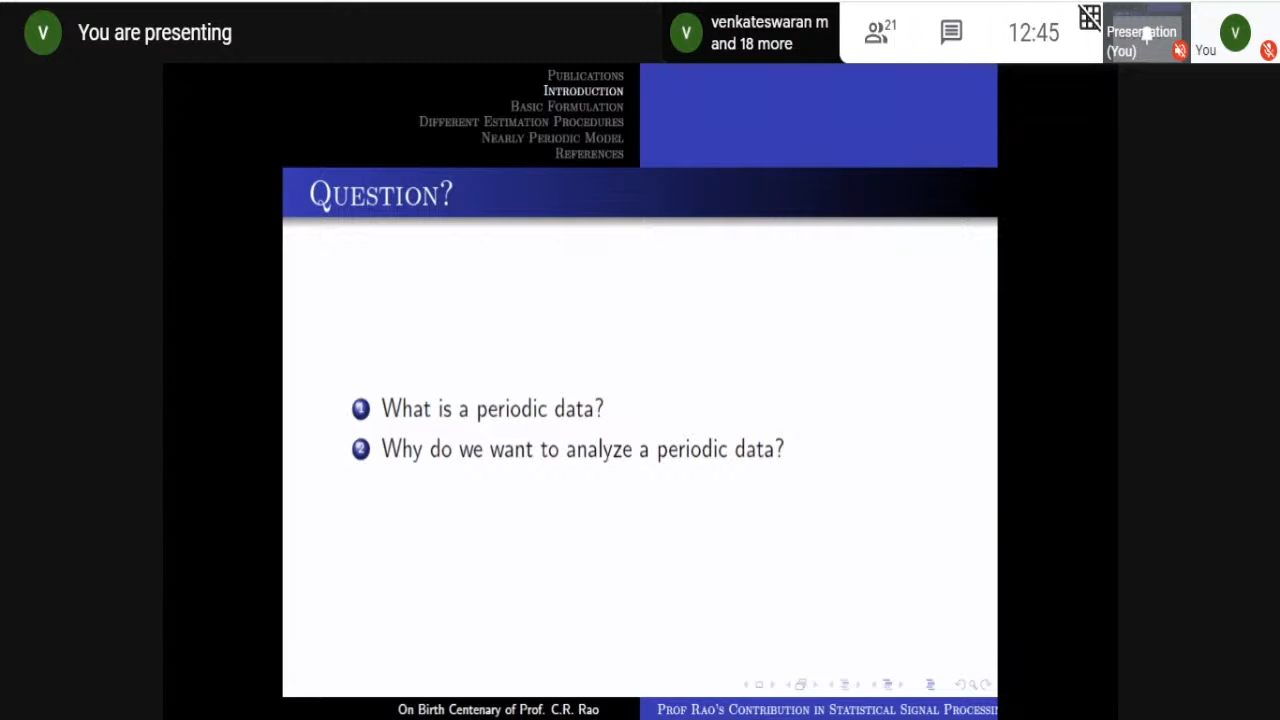 V
You are presenting
V
venkateswaran m
and 18 more
21
12:45
Presentation
(You)
You
V
PUBLICATIONS
INTRODUCTION
BASIC FORMULATION
DIFFERENT ESTIMATION PROCEDURES
NEARLY PERIODIC MODEL
REFERENCES
QUESTION?
1 What is a periodic data?
2 Why do we want to analyze a periodic data?
On Birth Centenary of Prof. C.R. Rao
PROF RAO'S CONTRIBUTION IN STATISTICAL SIGNAL